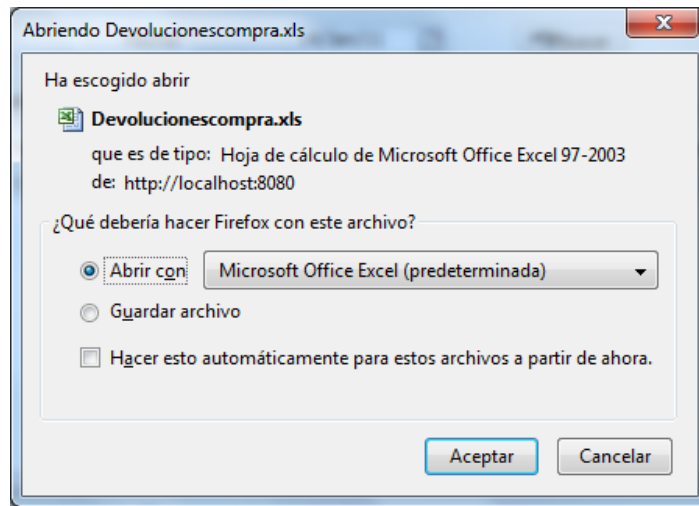 Abriendo Devolucionescompra.xls
Ha escogido abrir
Devolucionescompra.xls
que es de tipo: Hoja de cálculo de Microsoft Office Excel 97-2003
de: http://localhost:8080
¿Qué debería hacer Firefox con este archivo?
Abrir con Microsoft Office Excel (predeterminada)
Guardar archivo
Hacer esto automáticamente para estos archivos a partir de ahora.
Aceptar Cancelar